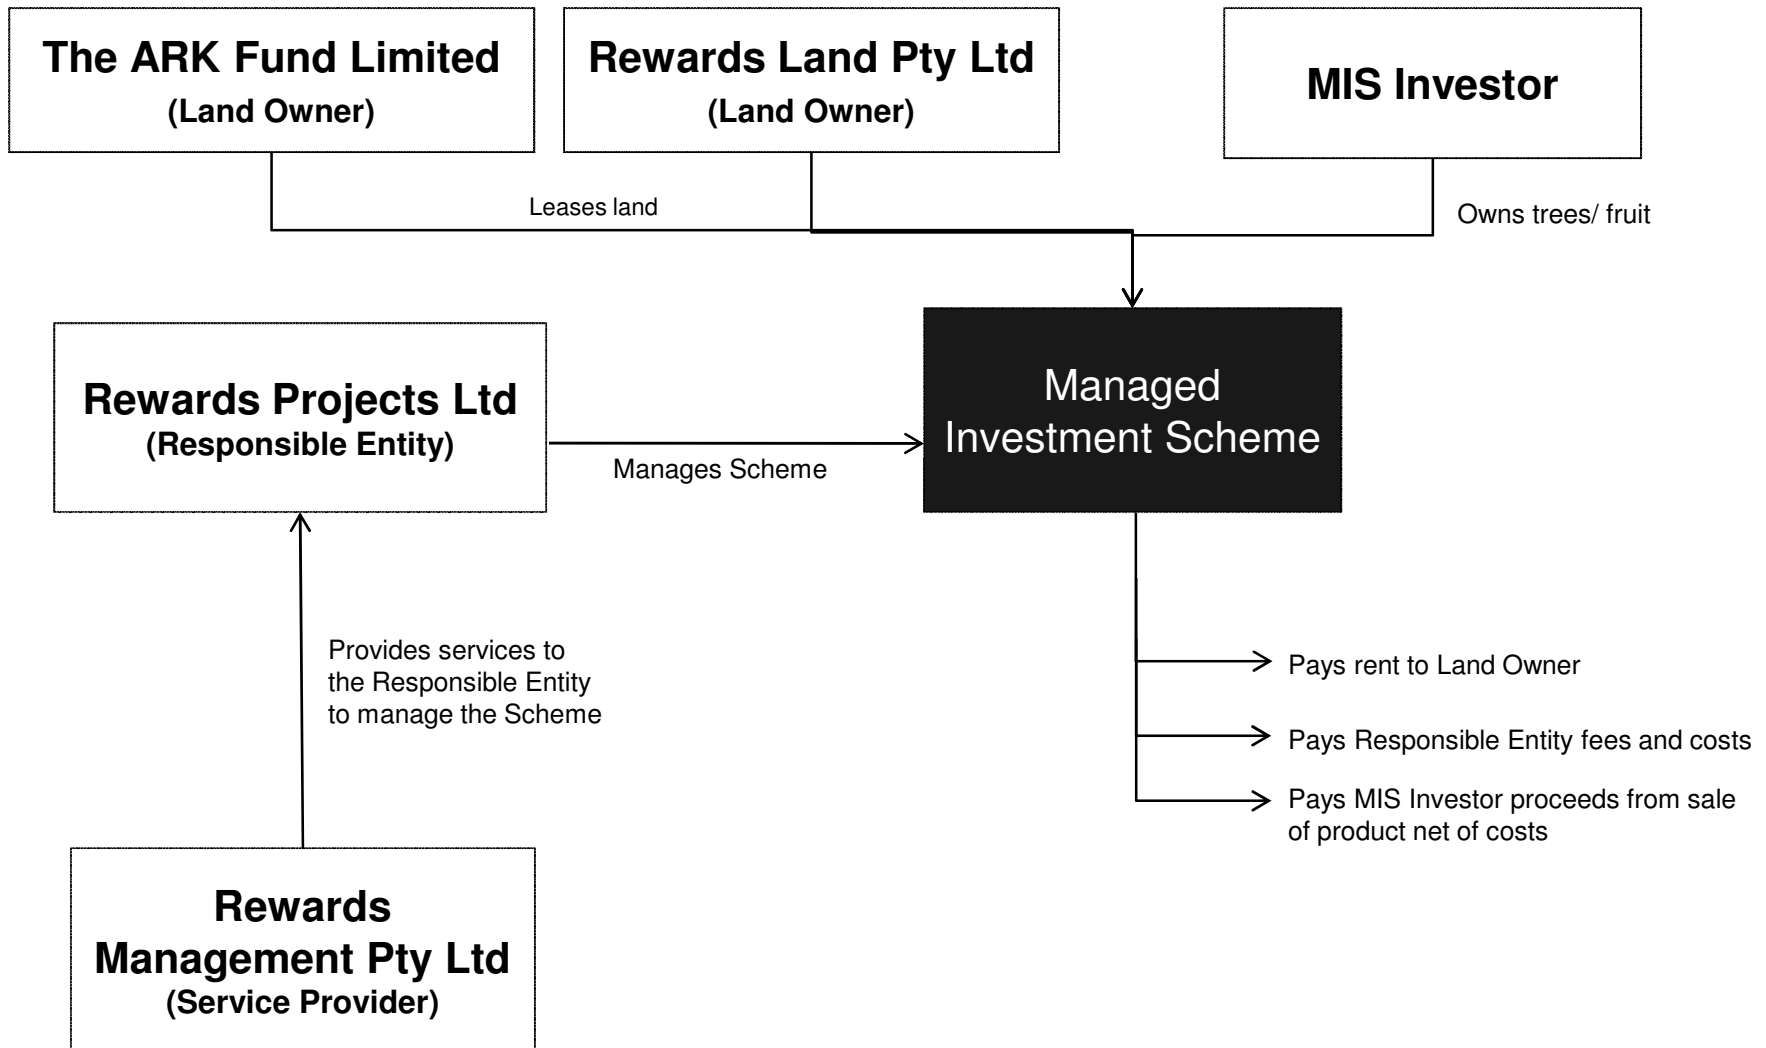 The ARK Fund Limited
(Land Owner)
Rewards Land Pty Ltd
(Land Owner)
MIS Investor
Leases land
Owns trees/ fruit
Rewards Projects Ltd
(Responsible Entity)
Manages Scheme
Managed
Investment Scheme
Provides services to
the Responsible Entity
to manage the Scheme
Pays rent to Land Owner
Pays Responsible Entity fees and costs
Pays MIS Investor proceeds from sale
of product net of costs
Rewards
Management Pty Ltd
(Service Provider)